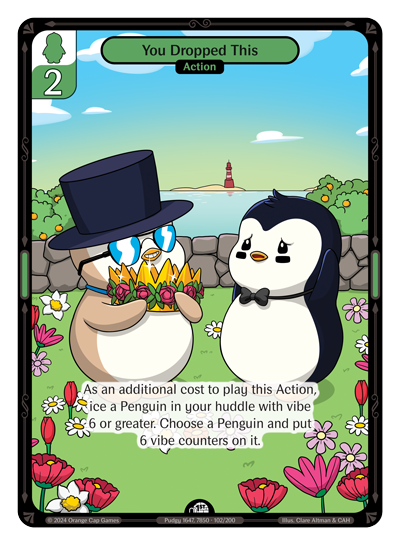 You Dropped This
Action
2
As an additional cost to play this Action,
ice a Penguin in your huddle with vibe
6 or greater. Choose a Penguin and put
6 vibe counters on it.
© 2024 Orange Cap Games
Pudgy 1647, 7850 · 102/200
Illus. Clare Altman & CAH